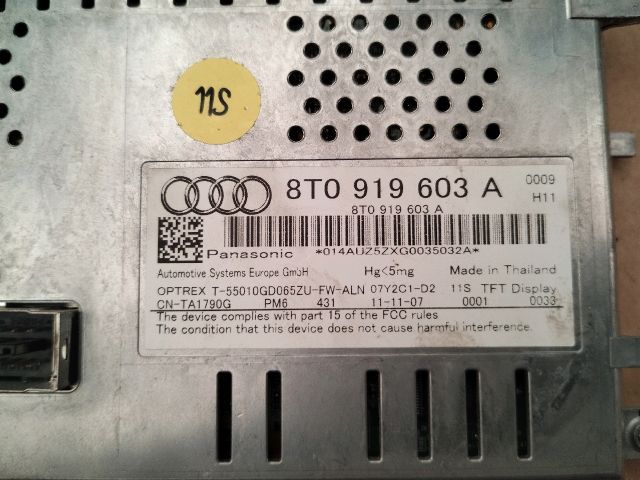 11S
8T0 919 603 A 0009
8T0 919 603 A H11
*014AUZ5ZXG0035032A*
Panasonic
Automotive Systems Europe GmbH Hg<5mg Made in Thailand
OPTREX T-55010GD065ZU-FW-ALN 07Y2C1-D2 11S TFT Display
CN-TA1790G PM6 431 11-11-07 0001 0033
The device complies with part 15 of the FCC rules
The condition that this device does not cause harmful interference.